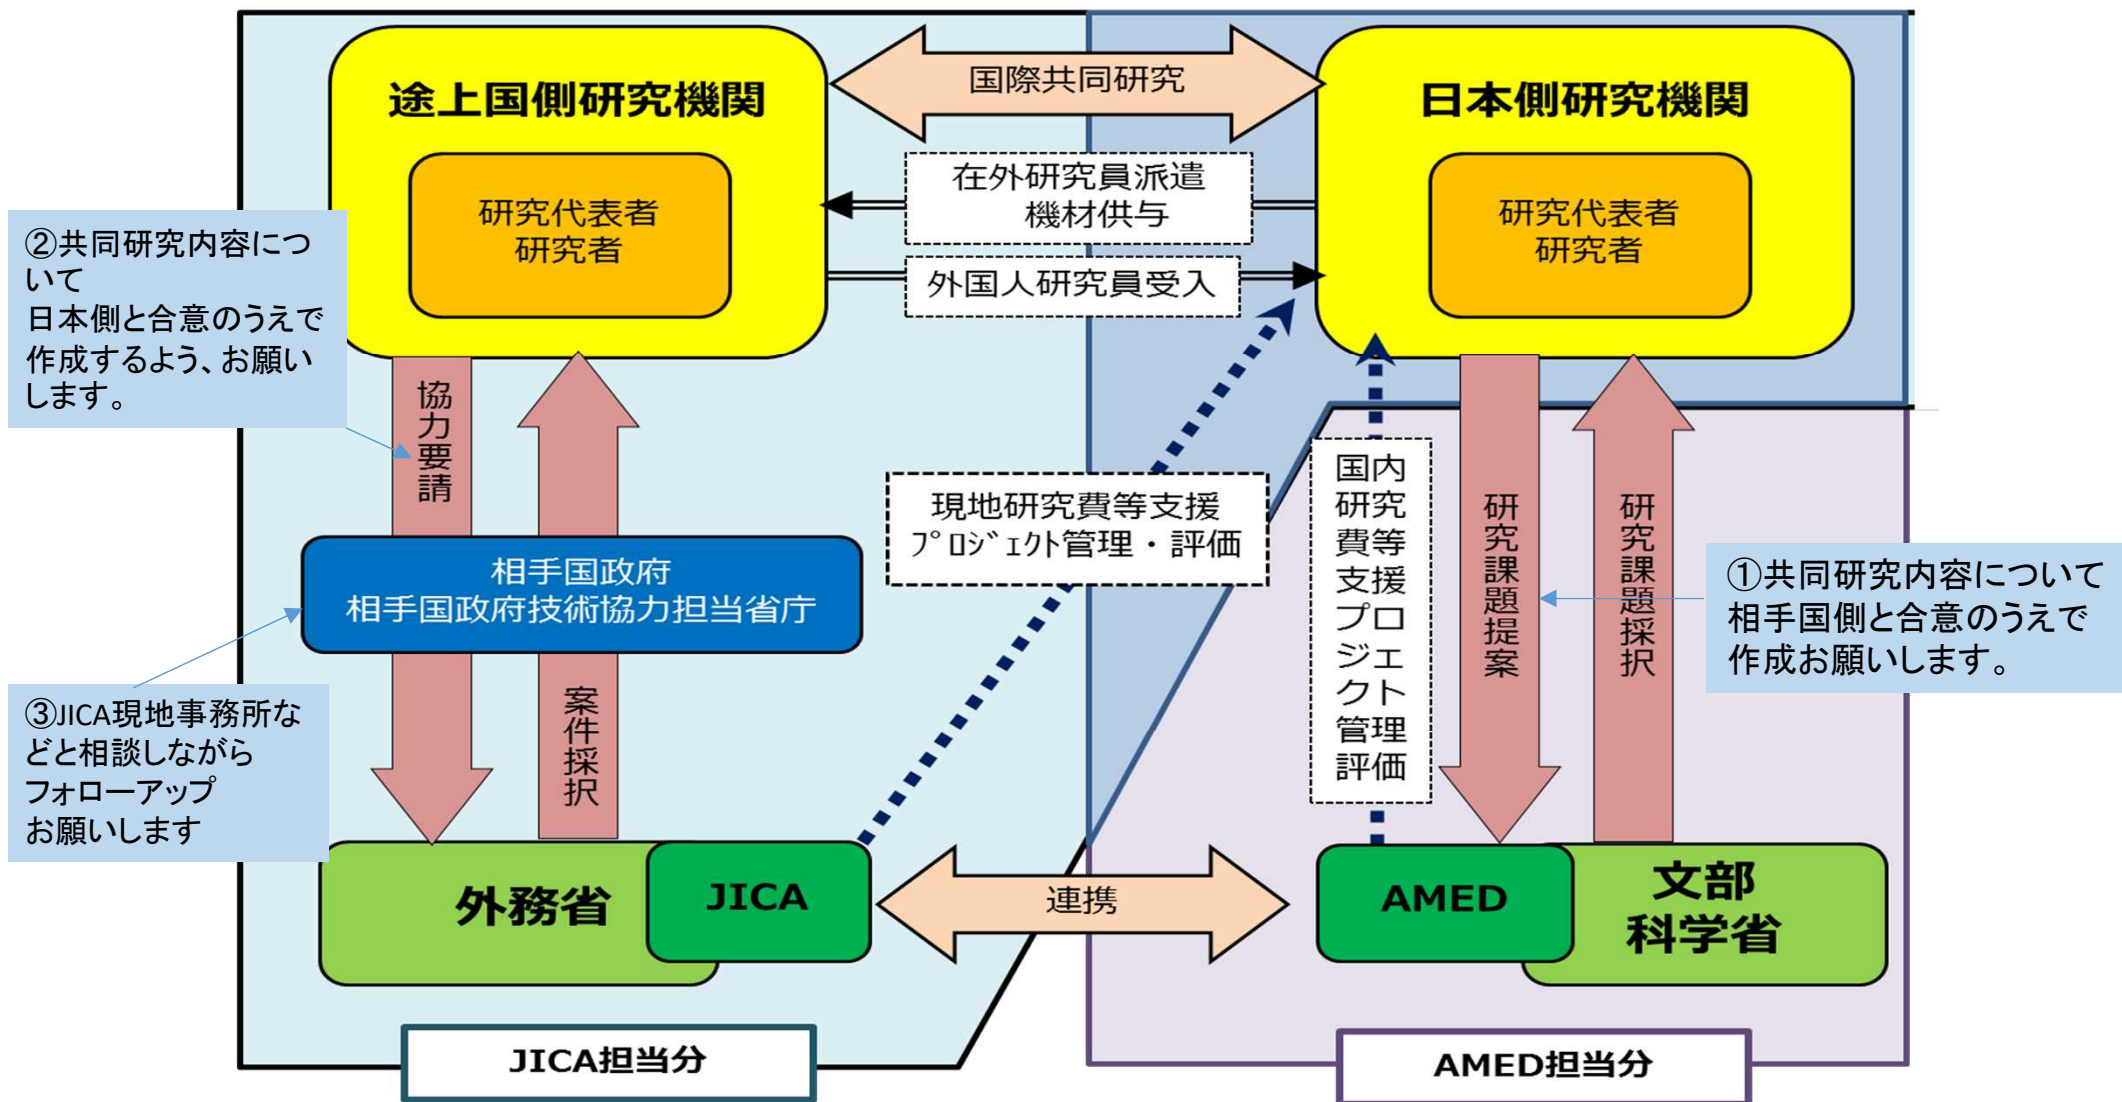 国際共同研究
途上国側研究機関
研究代表者
研究者
日本側研究機関
研究代表者
研究者
在外研究員派遣
機材供与
外国人研究員受入
②共同研究内容につ
いて
日本側と合意のうえで
作成するよう、お願い
します。
協力要請
現地研究費等支援
プロジェクト管理・評価
国内
研究
費等
支援
プロ
ジェ
クト
管理
評価
研究課題提案
研究課題採択
①共同研究内容について
相手国側と合意のうえで
作成お願いします。
相手国政府
相手国政府技術協力担当省庁
③JICA現地事務所な
どと相談しながら
フォローアップ
お願いします
案件採択
外務省
JICA
連携
AMED
文部
科学省
JICA担当分
AMED担当分